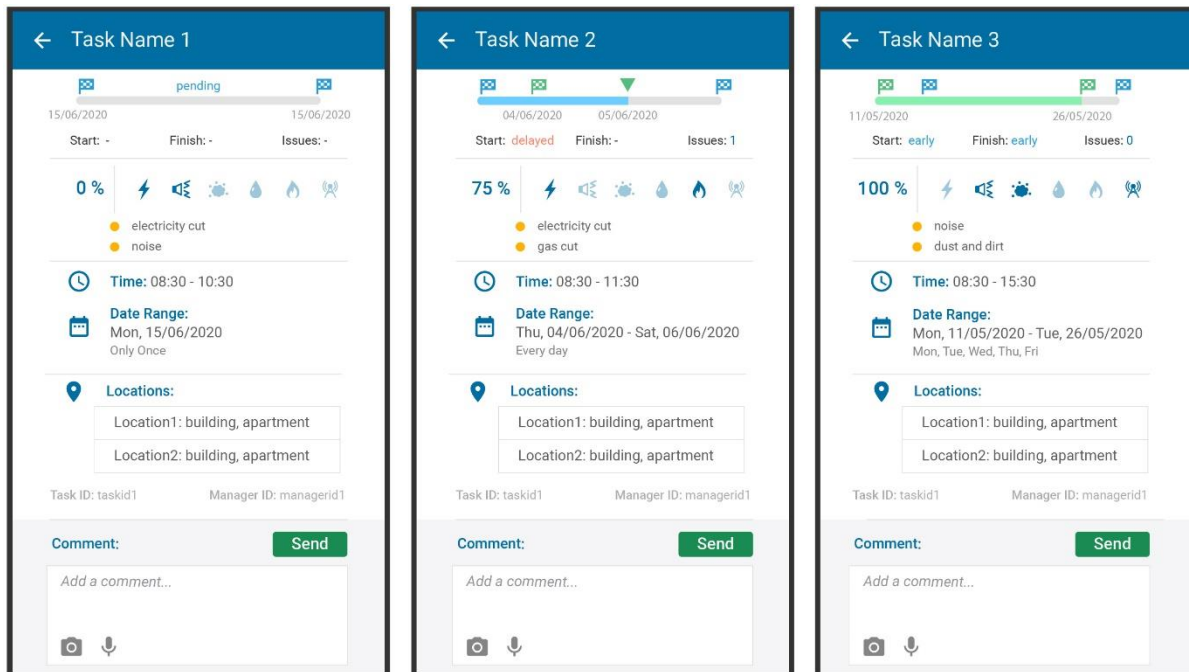 Task Name 1
pending
15/06/2020 15/06/2020
Start: - Finish: - Issues: -
0 %
electricity cut
noise
Time: 08:30 - 10:30
Date Range:
Mon, 15/06/2020
Only Once
Locations:
Location1: building, apartment
Location2: building, apartment
Task ID: taskid1 Manager ID: managerid1
Comment: Send
Add a comment...
Task Name 2
04/06/2020 05/06/2020
Start: delayed Finish: - Issues: 1
75 %
electricity cut
gas cut
Time: 08:30 - 11:30
Date Range:
Thu, 04/06/2020 - Sat, 06/06/2020
Every day
Locations:
Location1: building, apartment
Location2: building, apartment
Task ID: taskid1 Manager ID: managerid1
Comment: Send
Add a comment...
Task Name 3
11/05/2020 26/05/2020
Start: early Finish: early Issues: 0
100 %
noise
dust and dirt
Time: 08:30 - 15:30
Date Range:
Mon, 11/05/2020 - Tue, 26/05/2020
Mon, Tue, Wed, Thu, Fri
Locations:
Location1: building, apartment
Location2: building, apartment
Task ID: taskid1 Manager ID: managerid1
Comment: Send
Add a comment...